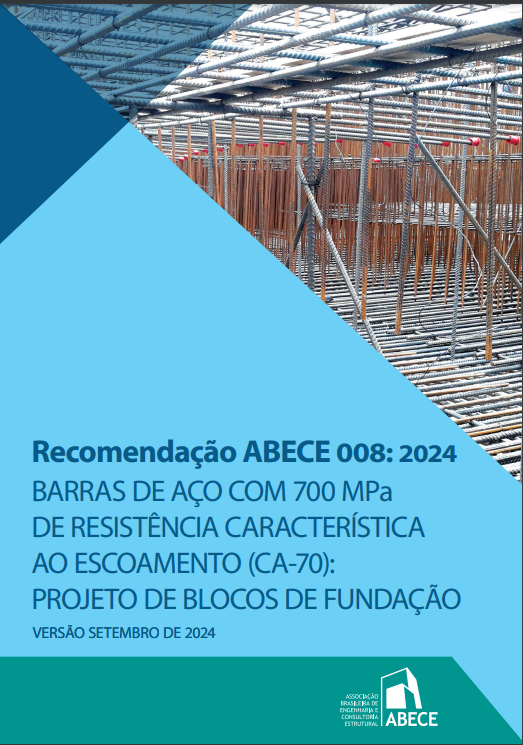 Recomendação ABECE 008: 2024
BARRAS DE AÇO COM 700 MPa
DE RESISTÊNCIA CARACTERÍSTICA
AO ESCOAMENTO (CA-70):
PROJETO DE BLOCOS DE FUNDAÇÃO
VERSÃO SETEMBRO DE 2024
ASSOCIAÇÃO
BRASILEIRA DE
ENGENHARIA E
CONSULTORIA
ESTRUTURAL
ABECE